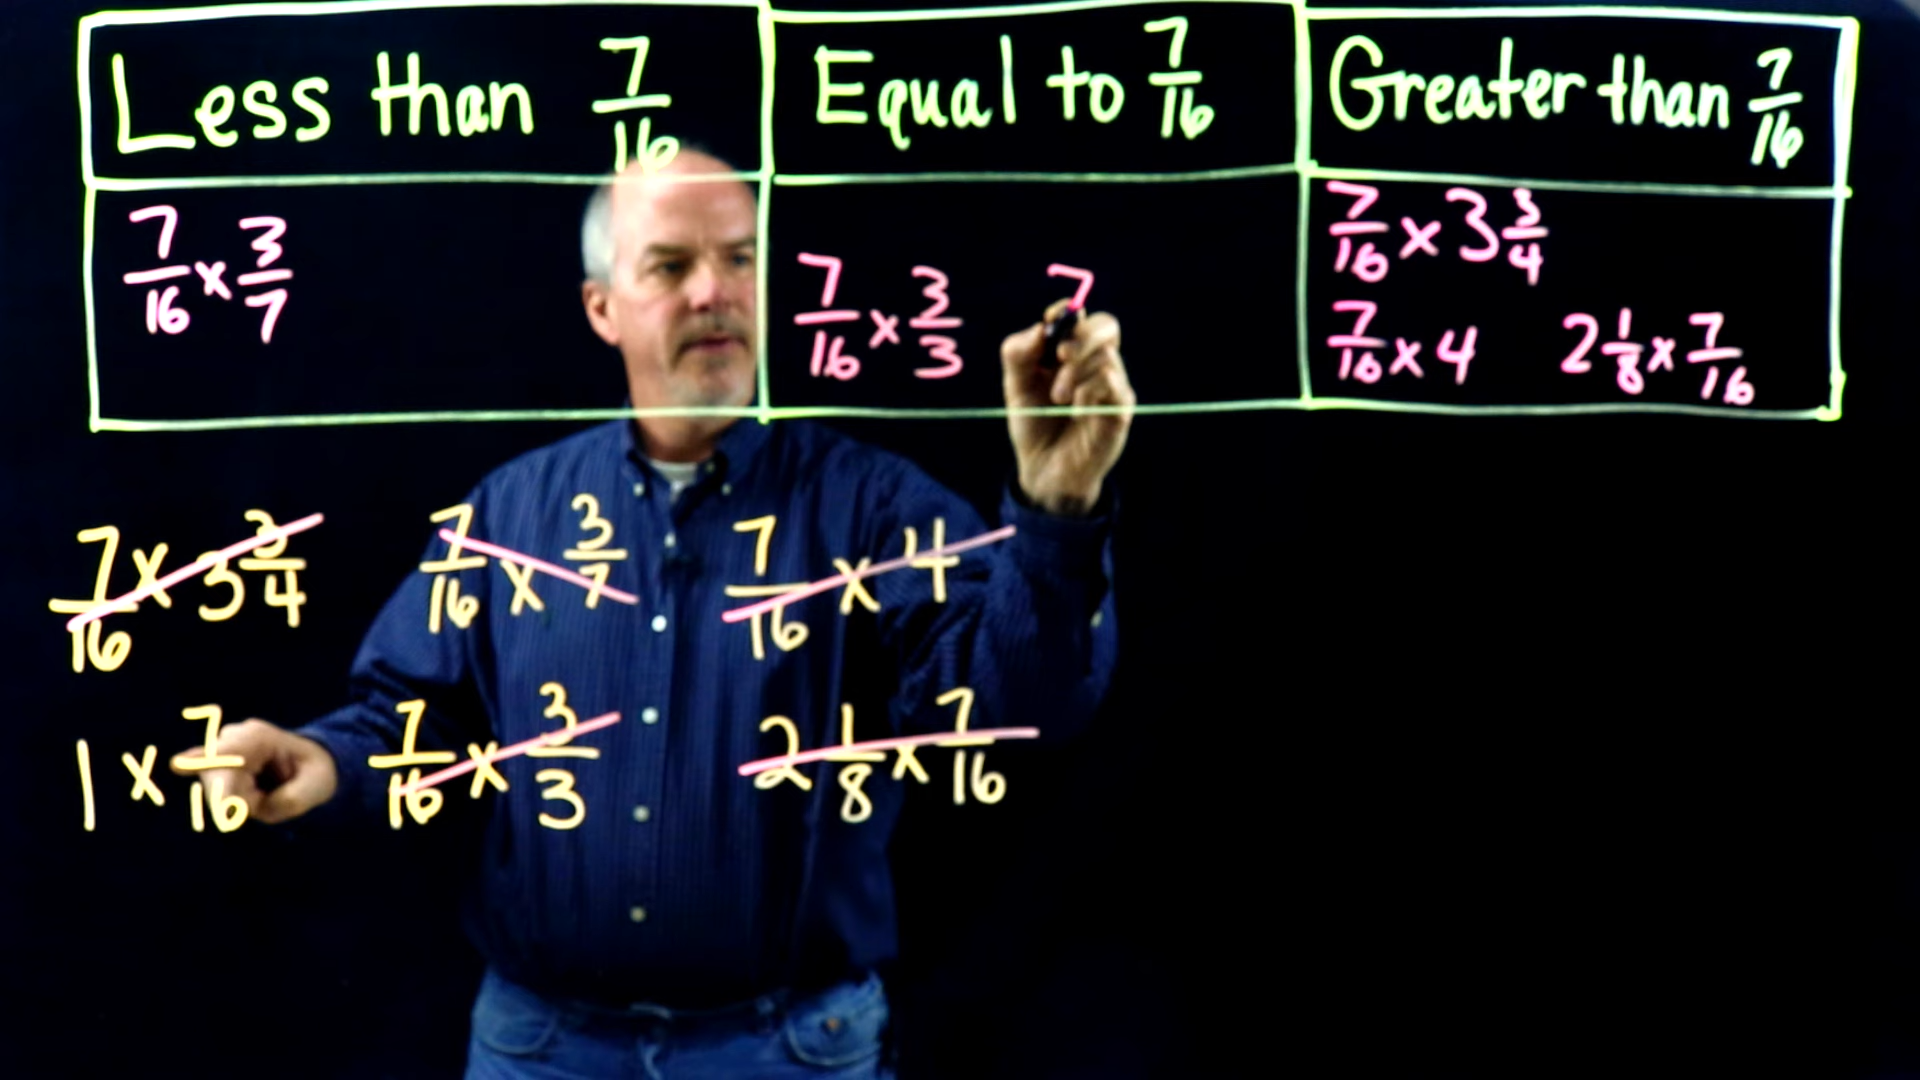 Less than 7/16
Equal to 7/16
Greater than 7/16
7/16 x 3/7
7/16 x 3/3 7
7/16 x 3 3/4
7/16 x 4 2 1/8 x 7/16
7/16 x 3 3/4 7/16 x 3/7 7/16 x 4
1 x 7/16 7/16 x 3/3 2 1/8 x 7/16